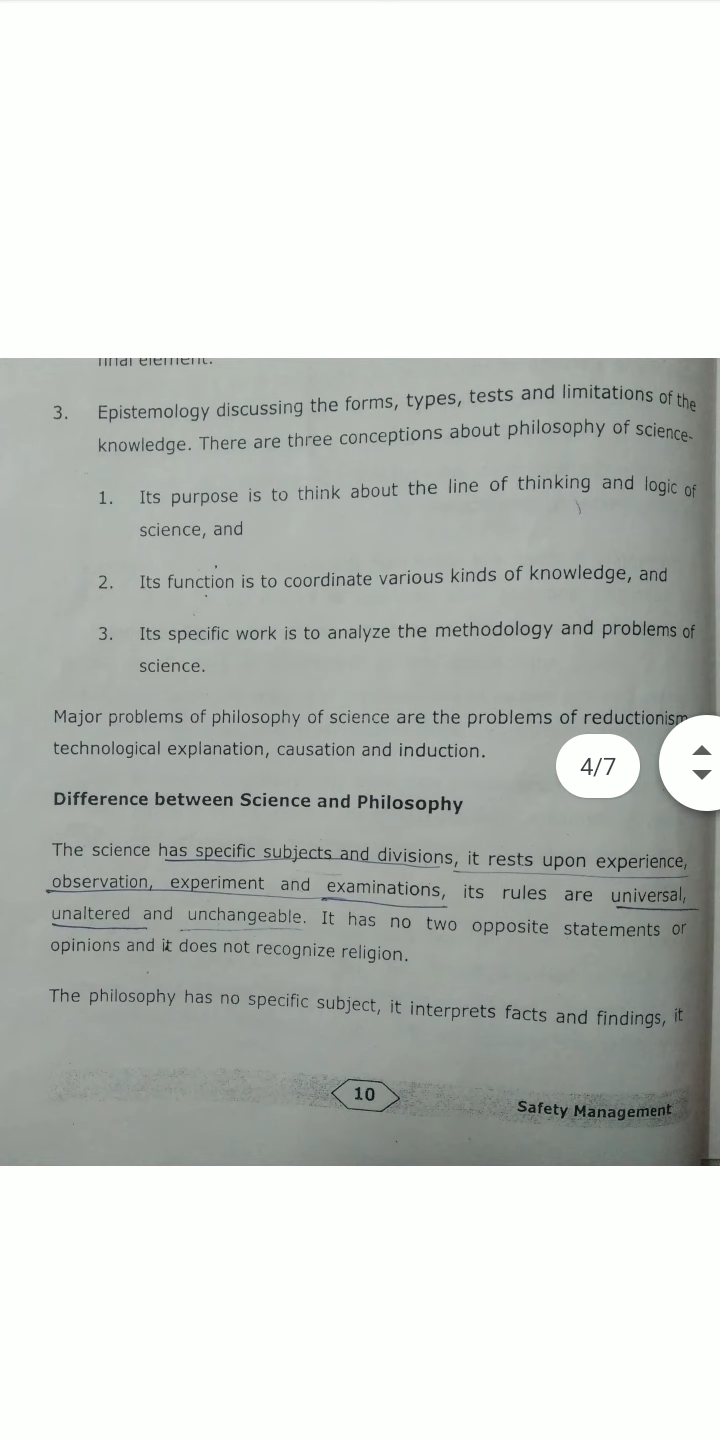 final element.
3. Epistemology discussing the forms, types, tests and limitations of the
knowledge. There are three conceptions about philosophy of science-
1. Its purpose is to think about the line of thinking and logic of
science, and
2. Its function is to coordinate various kinds of knowledge, and
3. Its specific work is to analyze the methodology and problems of
science.
Major problems of philosophy of science are the problems of reductionism
technological explanation, causation and induction.
4/7
Difference between Science and Philosophy
The science has specific subjects and divisions, it rests upon experience,
observation, experiment and examinations, its rules are universal,
unaltered and unchangeable. It has no two opposite statements or
opinions and it does not recognize religion.
The philosophy has no specific subject, it interprets facts and findings, it
10
Safety Management